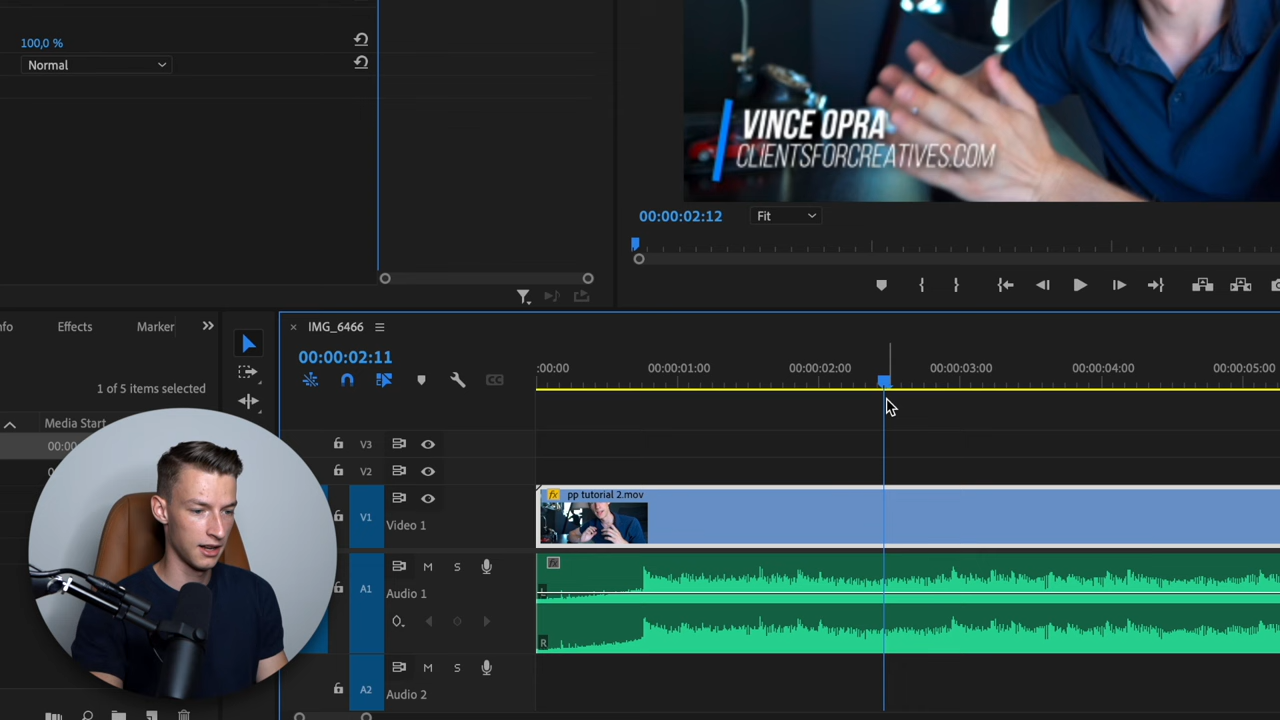 100,0 %
Normal
VINCE OPRA
CLIENTSFORCREATIVES.COM
00:00:02:12
Fit
Effects
Marker
IMG_6466
00:00:02:11
:00:00
00:00:01:00
00:00:02:00
00:00:03:00
00:00:04:00
00:00:05:00
1 of 5 items selected
Media Start
V3
V2
fx
pp tutorial 2.mov
V1
Video 1
fx
M
S
A1
Audio 1
R
M
S
A2
Audio 2